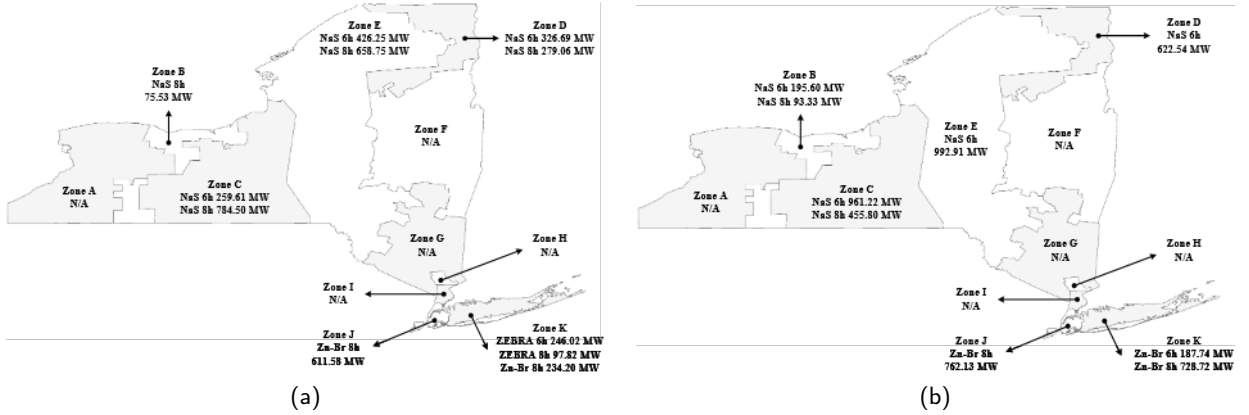 Zone E
NaS 6h 426.25 MW
NaS 8h 658.75 MW
Zone D
NaS 6h 326.69 MW
NaS 8h 279.06 MW
Zone B
NaS 8h
75.53 MW
Zone F
N/A
Zone A
N/A
Zone C
NaS 6h 259.61 MW
NaS 8h 784.50 MW
Zone G
N/A
Zone H
N/A
Zone I
N/A
Zone J
Zn-Br 8h
611.58 MW
Zone K
ZEBRA 6h 246.02 MW
ZEBRA 8h 97.82 MW
Zn-Br 8h 234.20 MW
(a)
Zone D
NaS 6h
622.54 MW
Zone B
NaS 6h 195.60 MW
NaS 8h 93.33 MW
Zone E
NaS 6h
992.91 MW
Zone F
N/A
Zone A
N/A
Zone C
NaS 6h 961.22 MW
NaS 8h 455.80 MW
Zone G
N/A
Zone H
N/A
Zone I
N/A
Zone J
Zn-Br 8h
762.13 MW
Zone K
Zn-Br 6h 187.74 MW
Zn-Br 8h 728.72 MW
(b)